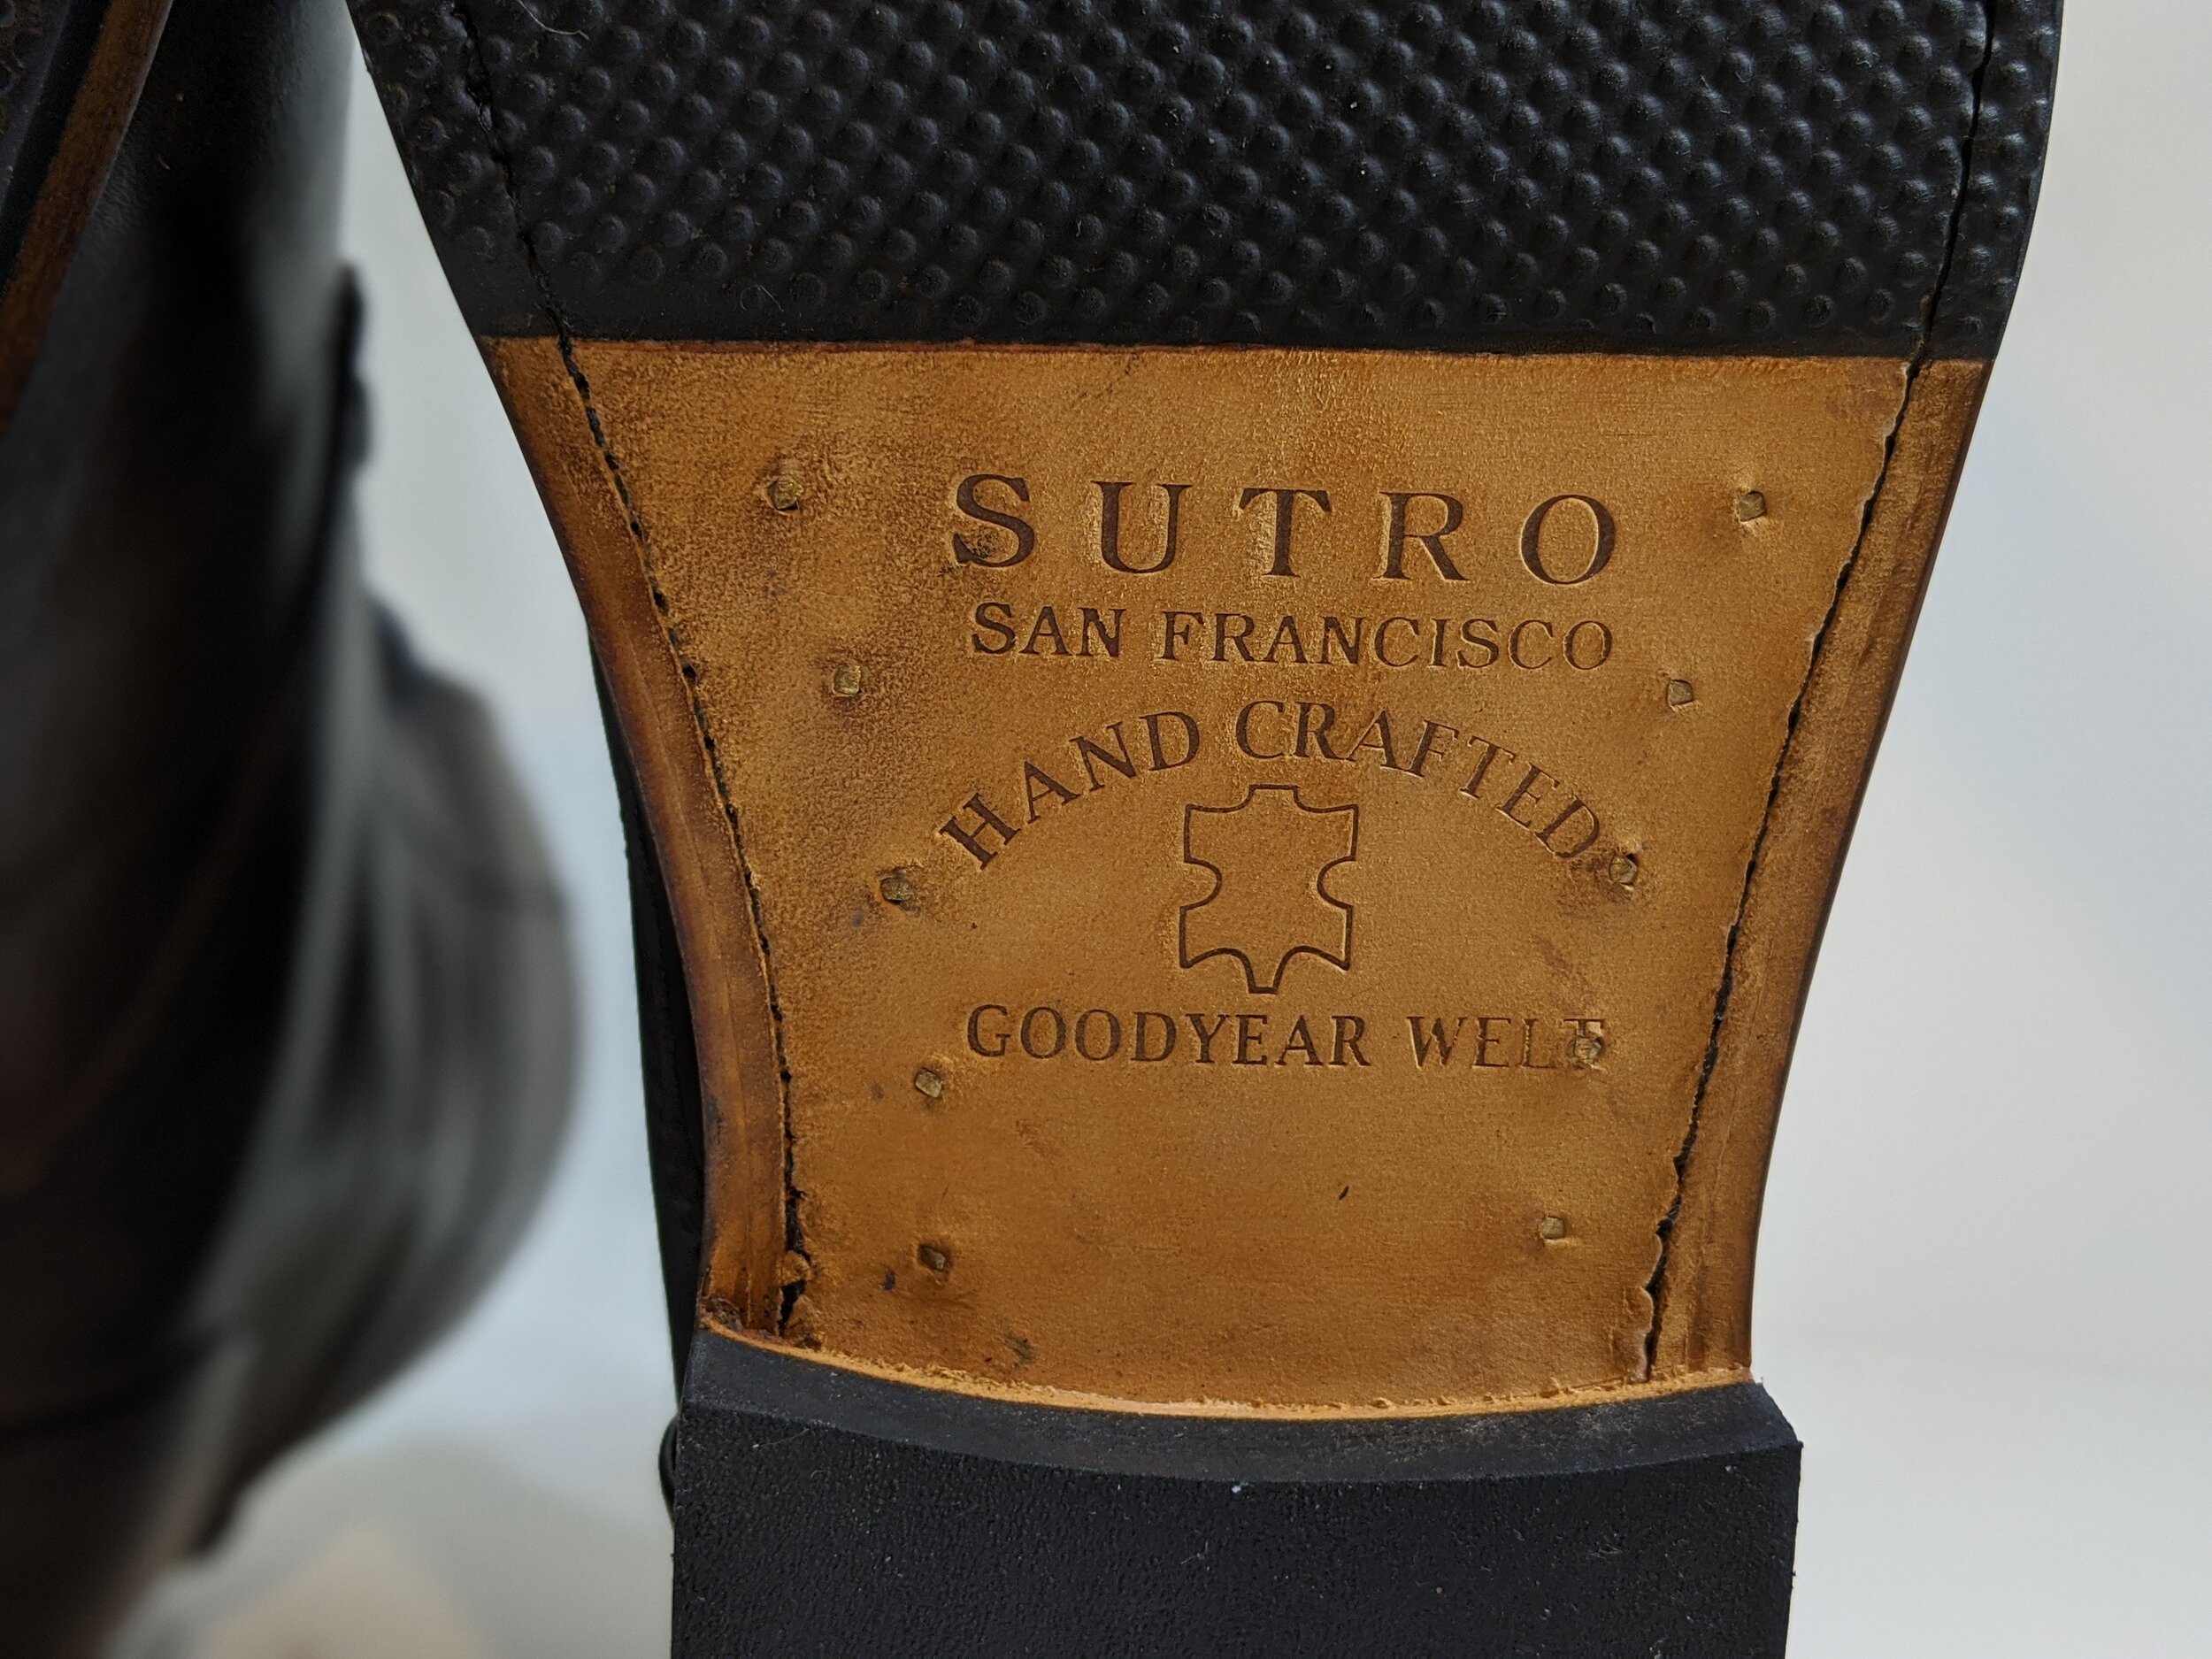 SUTRO
SAN FRANCISCO
HAND CRAFTED
GOODYEAR WELT